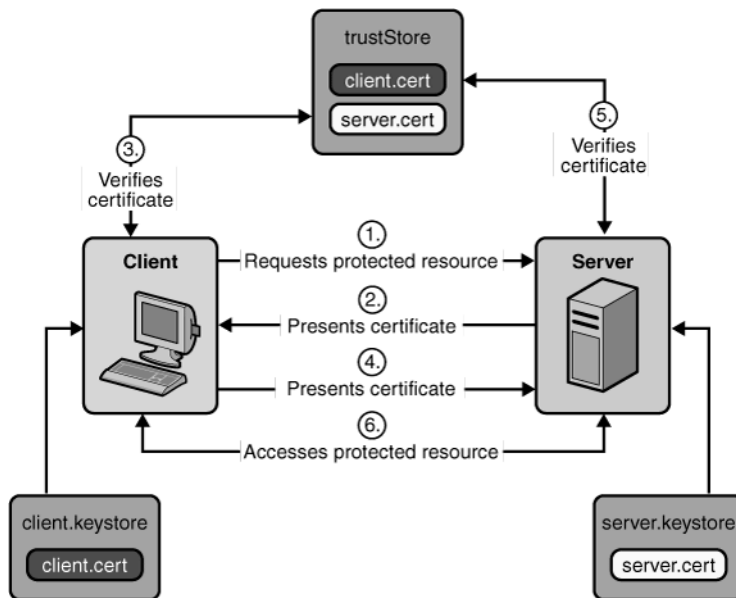 trustStore
client.cert
server.cert
3.
Verifies
certificate
5.
Verifies
certificate
1.
Client
Requests protected resource
Server
2.
Presents certificate
4.
Presents certificate
6.
Accesses protected resource
client.keystore
client.cert
server.keystore
server.cert